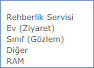 Rehberlik Servisi
Ev (Ziyaret)
Sınıf (Gözlem)
Diğer
RAM